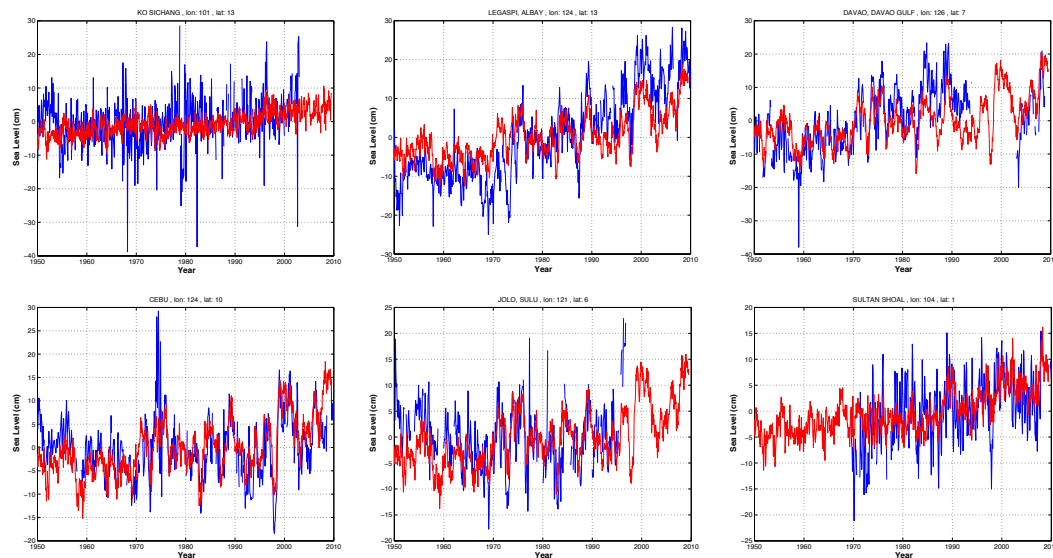 KO SICHANG , lon: 101 , lat: 13
30
20
10
0
−10
−20
−30
−40
Sea Level (cm)
1950 1960 1970 1980 1990 2000 2010
Year
LEGASPI, ALBAY , lon: 124 , lat: 13
30
20
10
0
−10
−20
−30
Sea Level (cm)
1950 1960 1970 1980 1990 2000 2010
Year
DAVAO, DAVAO GULF , lon: 126 , lat: 7
30
20
10
0
−10
−20
−30
−40
Sea Level (cm)
1950 1960 1970 1980 1990 2000 2010
Year
CEBU , lon: 124 , lat: 10
30
25
20
15
10
5
0
−5
−10
−15
−20
Sea Level (cm)
1950 1960 1970 1980 1990 2000 2010
Year
JOLO, SULU , lon: 121 , lat: 6
25
20
15
10
5
0
−5
−10
−15
−20
Sea Level (cm)
1950 1960 1970 1980 1990 2000 2010
Year
SULTAN SHOAL , lon: 104 , lat: 1
25
20
15
10
5
0
−5
−10
−15
−20
25
Sea Level (cm)
1950 1960 1970 1980 1990 2000 2010
Year